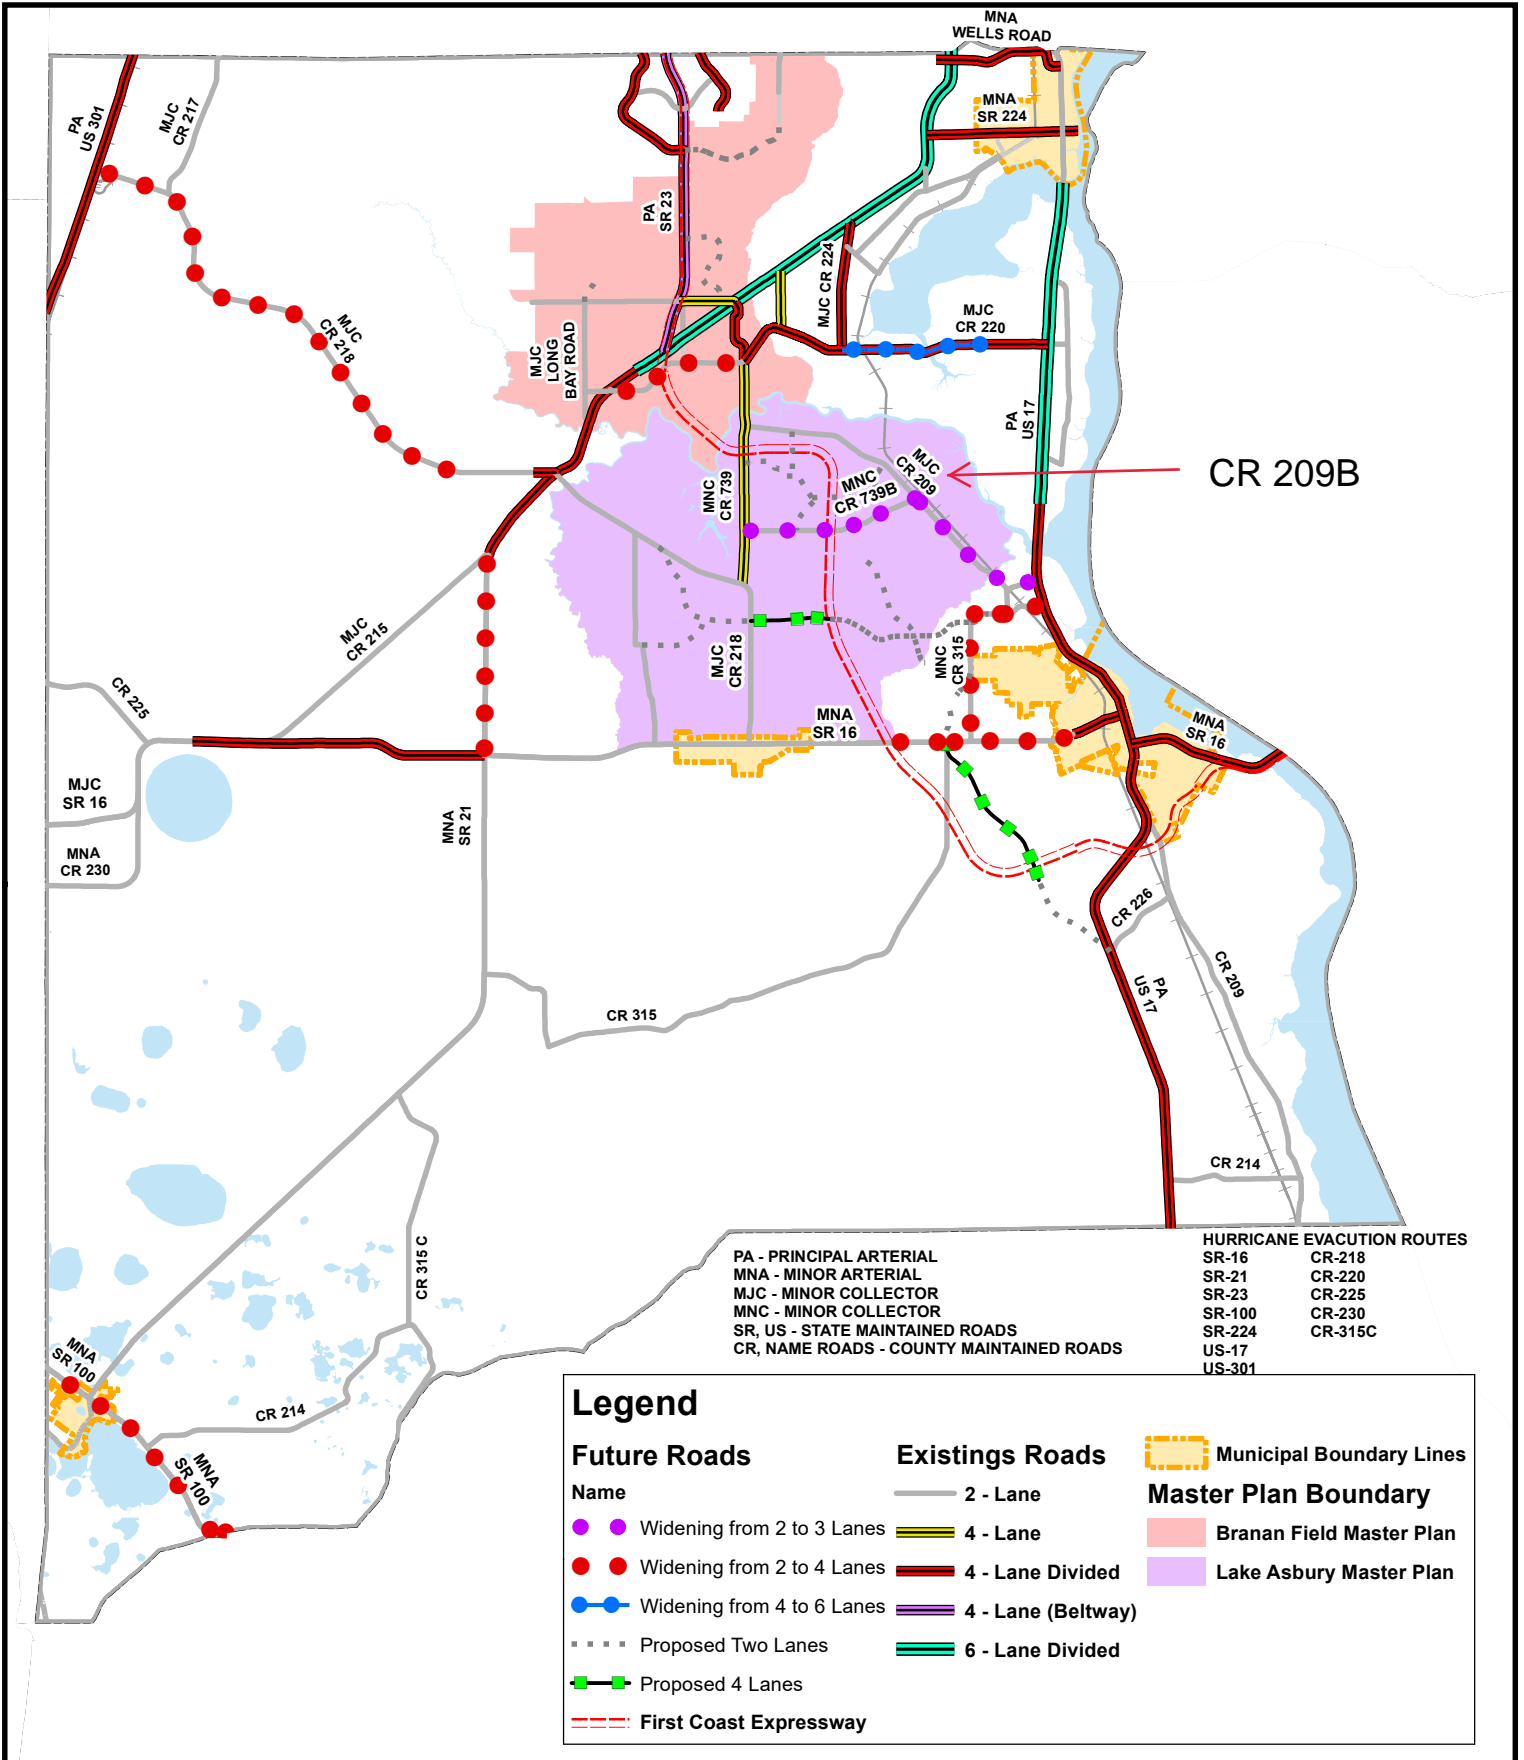 MNA
WELLS ROAD
PA
US 301
MJC
CR 217
MNA
SR 224
PA
SR 23
MJC CR 224
MJC
CR 220
MJC
CR 218
MJC
LONG
BAY ROAD
PA
US 17
MJC
CR 209
CR 209B
MNC
CR 739
MNC
CR 739B
MJC
CR 215
MJC
CR 218
MNC
CR 315
CR 225
MNA
SR 16
MNA
SR 16
MJC
SR 16
MNA
SR 21
MNA
CR 230
CR 226
CR 209
PA
US 17
CR 315
CR 214
CR 315 C
MNA
SR 100
CR 214
MNA
SR 100
PA - PRINCIPAL ARTERIAL
MNA - MINOR ARTERIAL
MJC - MINOR COLLECTOR
MNC - MINOR COLLECTOR
SR, US - STATE MAINTAINED ROADS
CR, NAME ROADS - COUNTY MAINTAINED ROADS
HURRICANE EVACUTION ROUTES
SR-16 CR-218
SR-21 CR-220
SR-23 CR-225
SR-100 CR-230
SR-224 CR-315C
US-17
US-301
Legend
Future Roads
Name
Widening from 2 to 3 Lanes
Widening from 2 to 4 Lanes
Widening from 4 to 6 Lanes
Proposed Two Lanes
Proposed 4 Lanes
First Coast Expressway
Existings Roads
2 - Lane
4 - Lane
4 - Lane Divided
4 - Lane (Beltway)
6 - Lane Divided
Municipal Boundary Lines
Master Plan Boundary
Branan Field Master Plan
Lake Asbury Master Plan